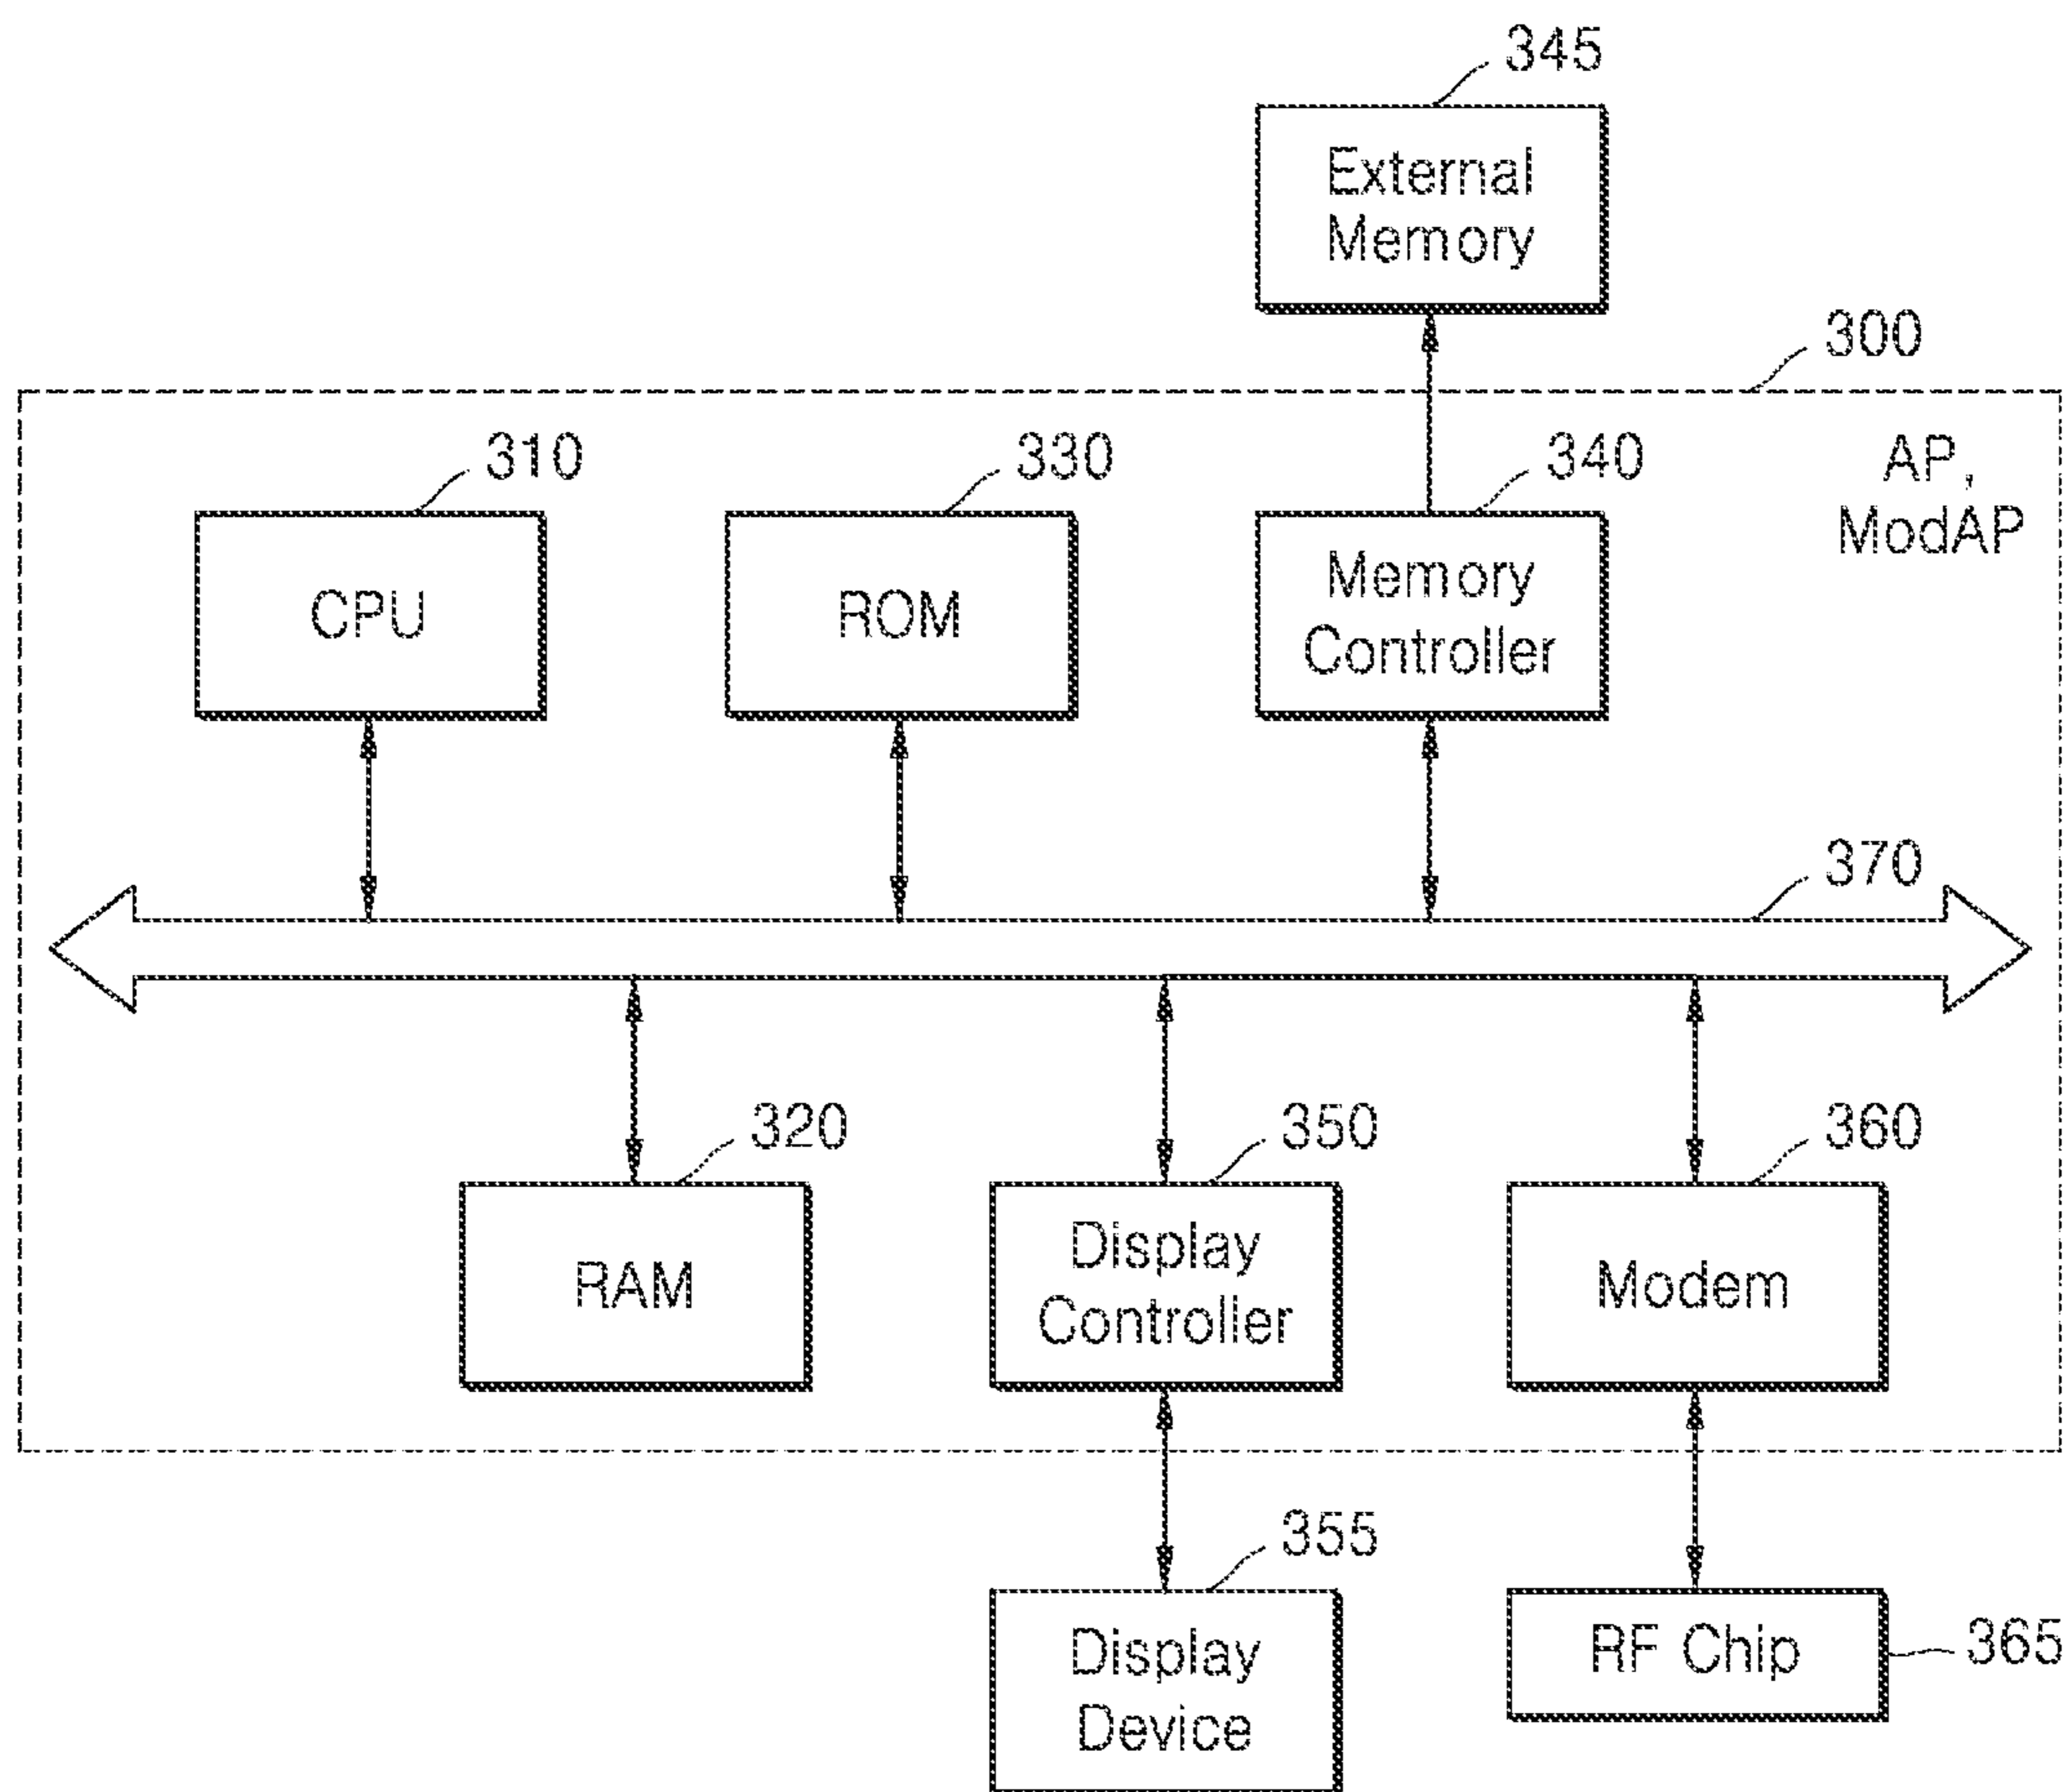 345
External
Memory
300
AP,
ModAP
310
330
340
CPU
ROM
Memory
Controller
370
320
350
360
RAM
Display
Controller
Modem
355
Display
Device
RF Chip
365